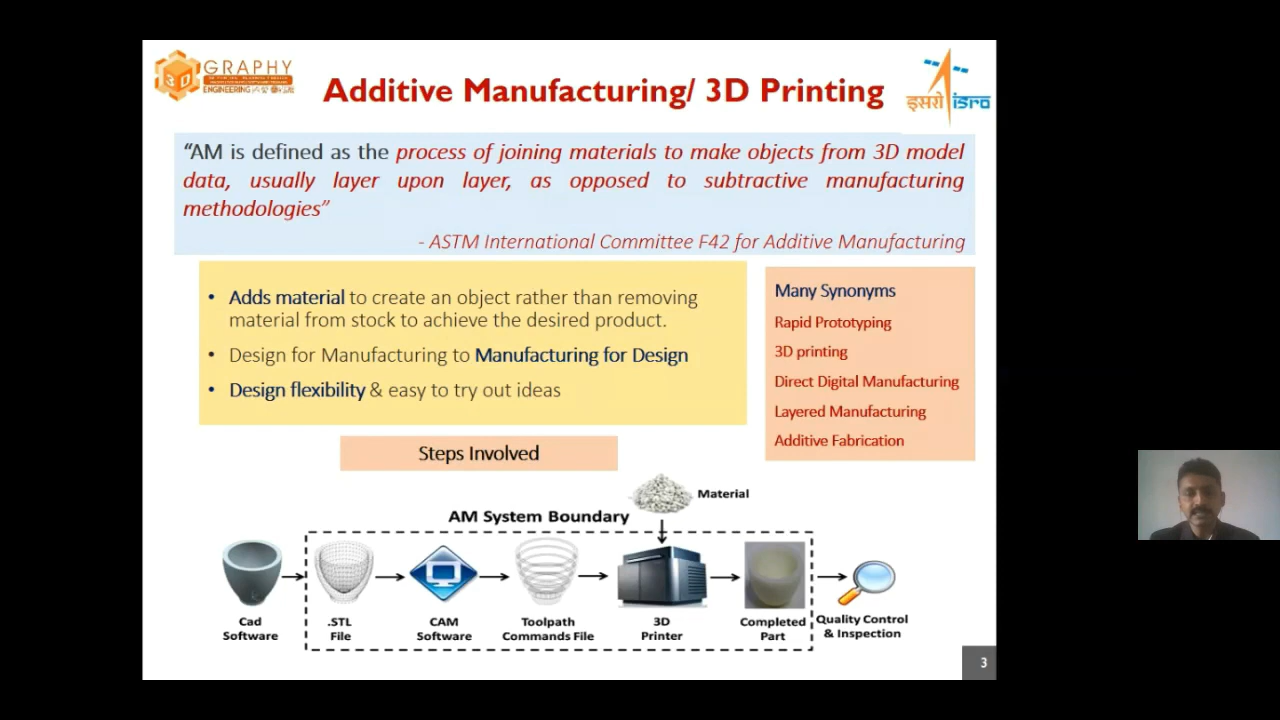 3D GRAPHY
ENGINEERING
Additive Manufacturing/ 3D Printing
इसरो isro
“AM is defined as the process of joining materials to make objects from 3D model
data, usually layer upon layer, as opposed to subtractive manufacturing
methodologies”
- ASTM International Committee F42 for Additive Manufacturing
• Adds material to create an object rather than removing
material from stock to achieve the desired product.
• Design for Manufacturing to Manufacturing for Design
• Design flexibility & easy to try out ideas
Many Synonyms
Rapid Prototyping
3D printing
Direct Digital Manufacturing
Layered Manufacturing
Additive Fabrication
Steps Involved
Material
AM System Boundary
Cad
Software
.STL
File
CAM
Software
Toolpath
Commands File
3D
Printer
Completed
Part
Quality Control
& Inspection
3